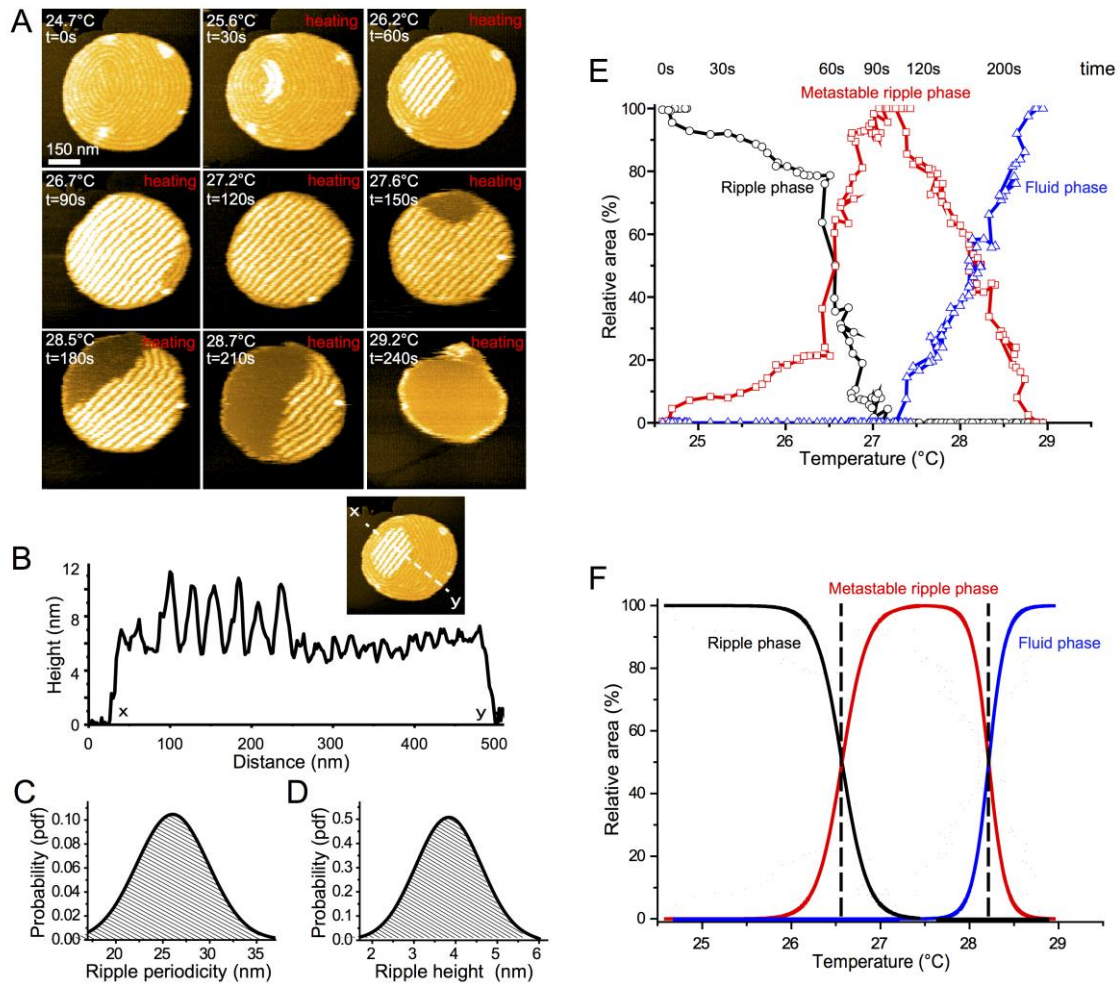 A
24.7°C
t=0s
150 nm
25.6°C
t=30s
heating
26.2°C
t=60s
heating
26.7°C
t=90s
heating
27.2°C
t=120s
heating
27.6°C
t=150s
heating
28.5°C
t=180s
heating
28.7°C
t=210s
heating
29.2°C
t=240s
heating
B
x
y
12
8
4
0
Height (nm)
x
y
0 100 200 300 400 500
Distance (nm)
C
0.10
0.08
0.06
0.04
0.02
0.00
Probability (pdf)
20 25 30 35
Ripple periodicity (nm)
D
0.5
0.4
0.3
0.2
0.1
0.0
Probability (pdf)
2 3 4 5 6
Ripple height (nm)
E
0s 30s 60s 90s 120s 200s time
Metastable ripple phase
100
80
60
40
20
0
Relative area (%)
Ripple phase
Fluid phase
25 26 27 28 29
Temperature (°C)
F
Metastable ripple phase
100
80
60
40
20
0
Relative area (%)
Ripple phase
Fluid phase
25 26 27 28 29
Temperature (°C)